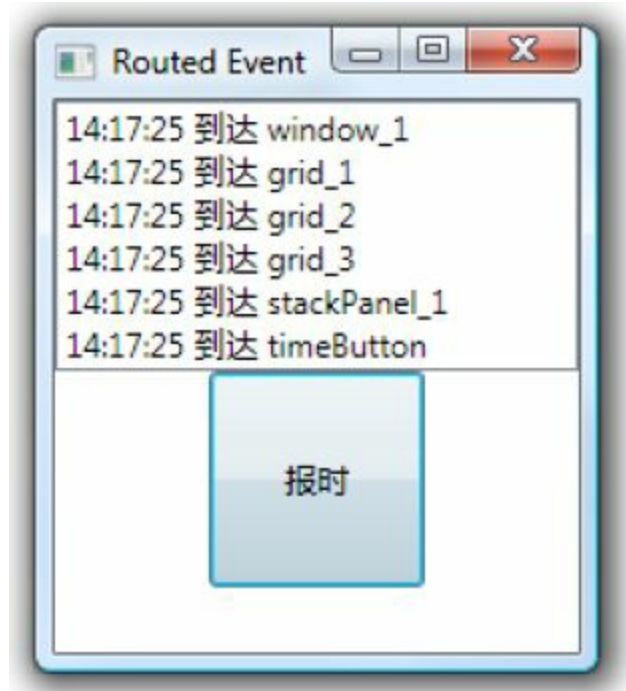 Routed Event
14:17:25 到达 window_1
14:17:25 到达 grid_1
14:17:25 到达 grid_2
14:17:25 到达 grid_3
14:17:25 到达 stackPanel_1
14:17:25 到达 timeButton
报时